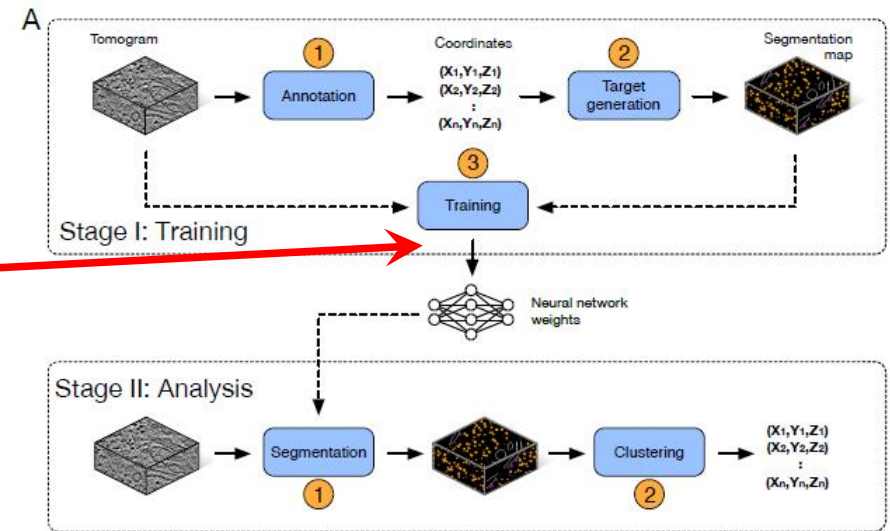 A
Tomogram
1
Annotation
Coordinates
(X1,Y1,Z1)
(X2,Y2,Z2)
:
(Xn,Yn,Zn)
2
Target
generation
Segmentation
map
3
Training
Stage I: Training
Neural network
weights
Stage II: Analysis
Segmentation
1
Clustering
2
(X1,Y1,Z1)
(X2,Y2,Z2)
:
(Xn,Yn,Zn)